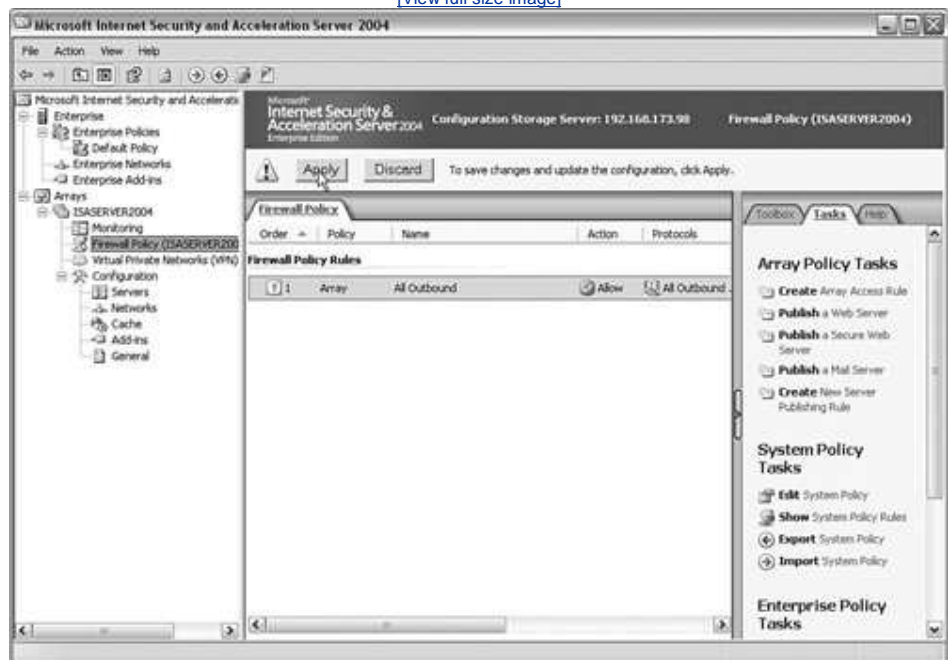 [View full size image]
Microsoft Internet Security and Acceleration Server 2004
File Action View Help
Microsoft Internet Security and Accelerati
Enterprise
Enterprise Policies
Default Policy
Enterprise Networks
Enterprise Add-ins
Arrays
ISASERVER2004
Monitoring
Firewall Policy (ISASERVER200
Virtual Private Networks (VPN)
Configuration
Servers
Networks
Cache
Add-ins
General
Microsoft
Internet Security &
Acceleration Server 2004
Enterprise Edition
Configuration Storage Server: 192.168.173.98
Firewall Policy (ISASERVER2004)
Apply Discard To save changes and update the configuration, click Apply.
Firewall Policy
Order Policy Name Action Protocols
Firewall Policy Rules
1 Array All Outbound Allow All Outbound
Toolbox Tasks Help
Array Policy Tasks
Create Array Access Rule
Publish a Web Server
Publish a Secure Web
Server
Publish a Mail Server
Create New Server
Publishing Rule
System Policy
Tasks
Edit System Policy
Show System Policy Rules
Export System Policy
Import System Policy
Enterprise Policy
Tasks